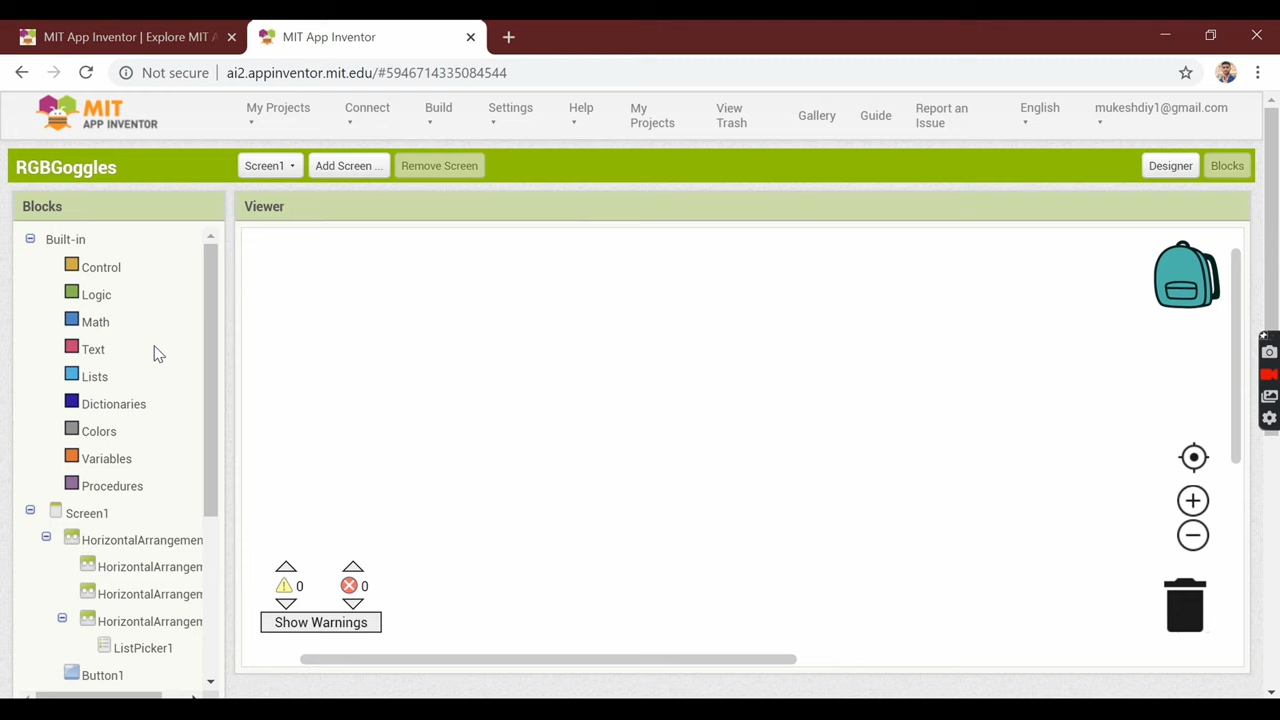 MIT App Inventor | Explore MIT A
MIT App Inventor
Not secure
ai2.appinventor.mit.edu/#5946714335084544
MIT
APP INVENTOR
My Projects
Connect
Build
Settings
Help
My
Projects
View
Trash
Gallery
Guide
Report an
Issue
English
mukeshdiy1@gmail.com
RGBGoggles
Screen1
Add Screen ...
Remove Screen
Designer
Blocks
Blocks
Viewer
Built-in
Control
Logic
Math
Text
Lists
Dictionaries
Colors
Variables
Procedures
Screen1
HorizontalArrangemen
HorizontalArrangem
HorizontalArrangem
HorizontalArrangem
ListPicker1
Button1
0
0
Show Warnings